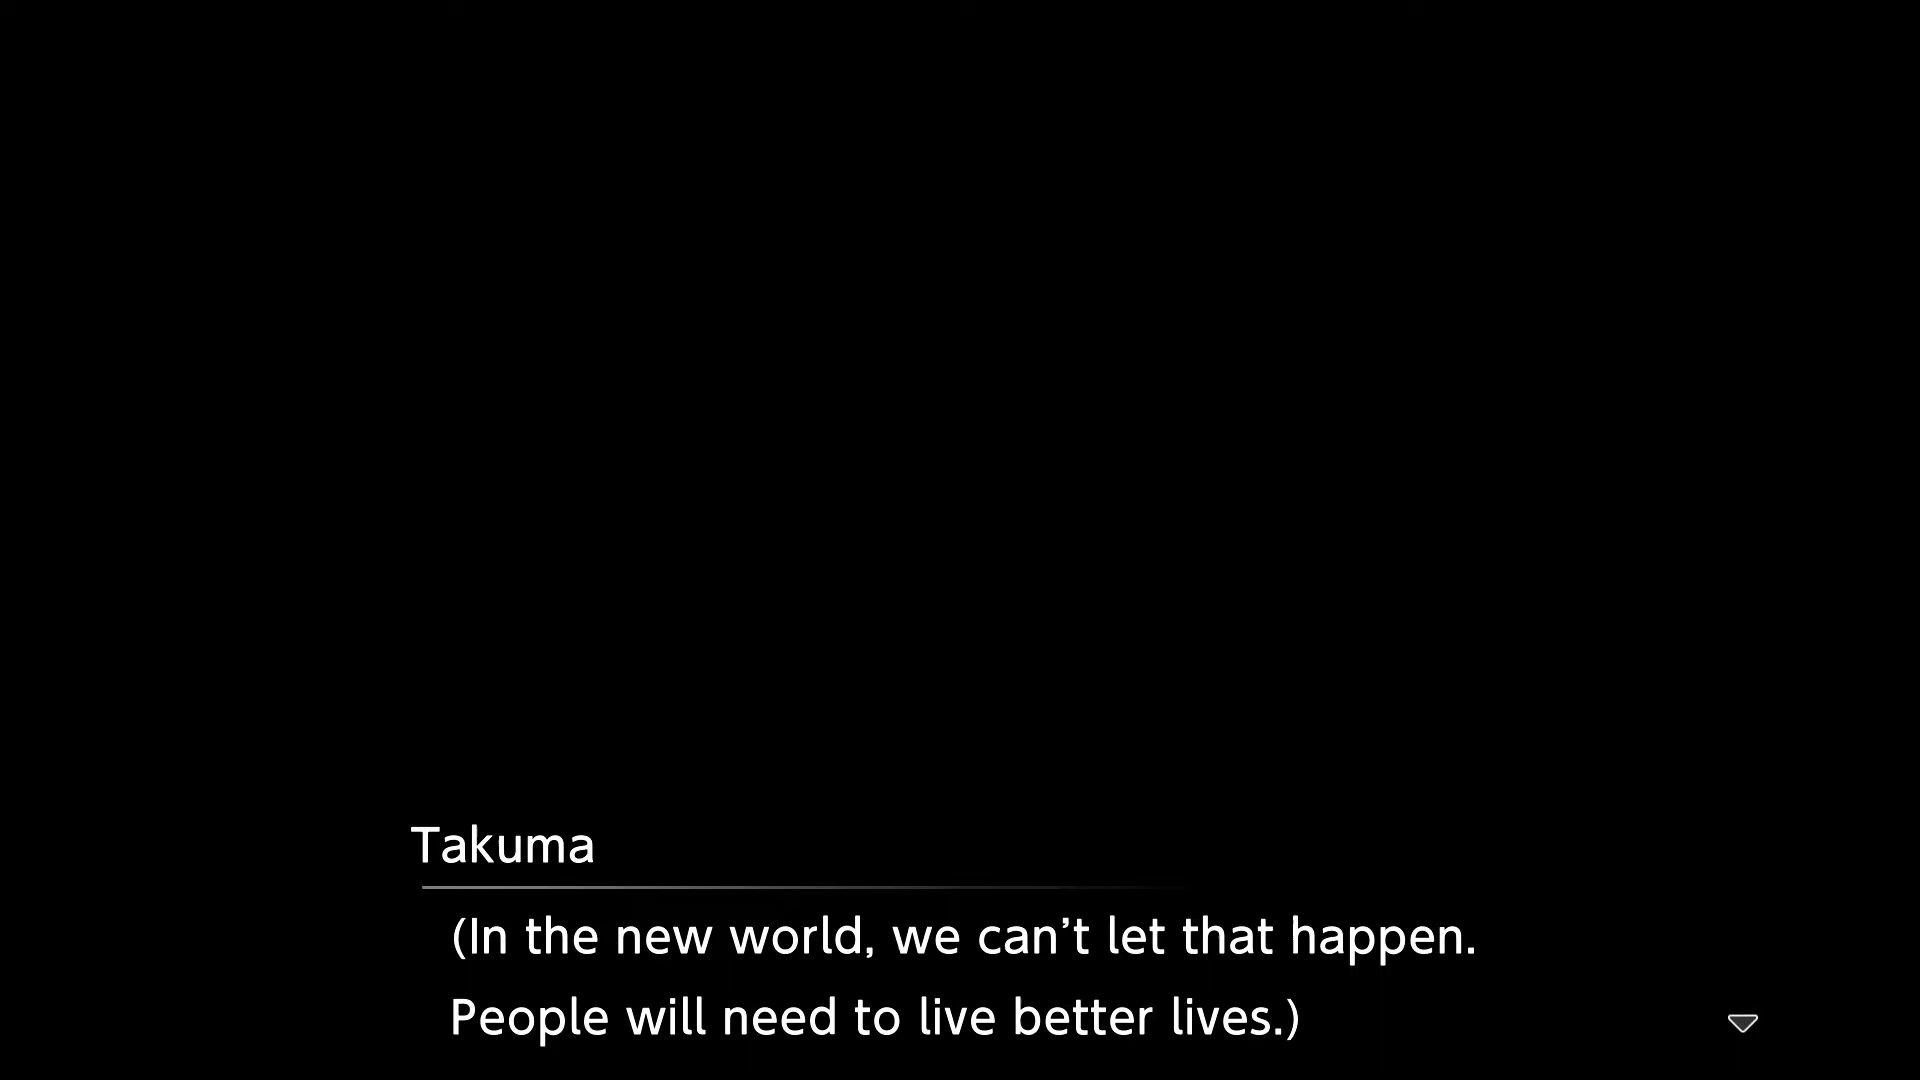 Takuma
(In the new world, we can’t let that happen.
People will need to live better lives.)